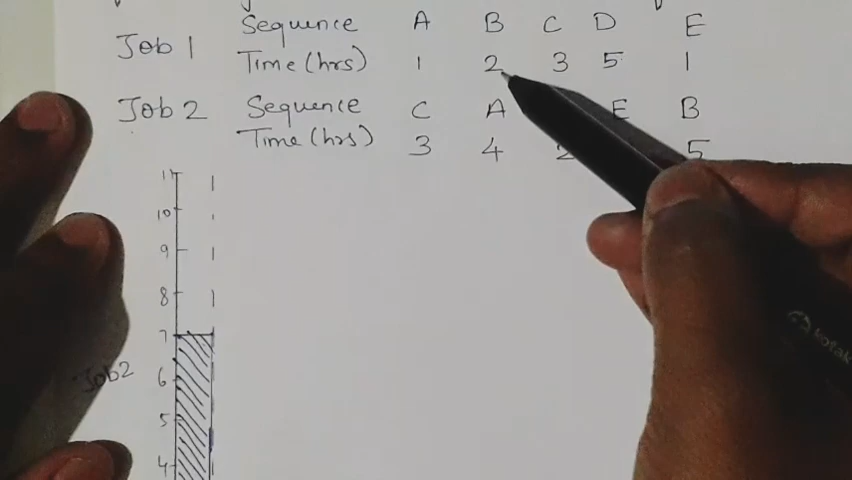 Job 1 Sequence A B C D E
Time (hrs) 1 2 3 5 1
Job 2 Sequence C A E B
Time (hrs) 3 4 2 5
11
10
9
8
7
Job2 6
5
4